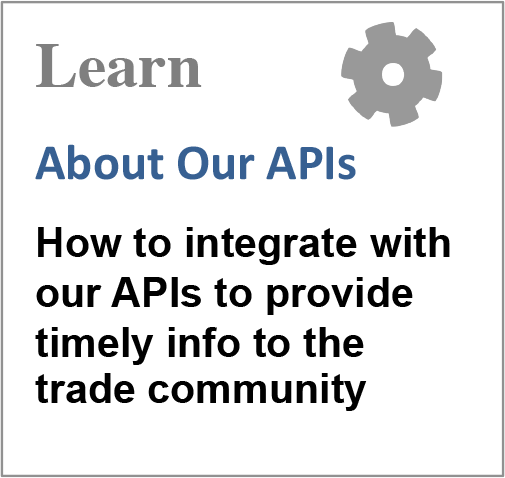 Learn
About Our APIs
How to integrate with
our APIs to provide
timely info to the
trade community